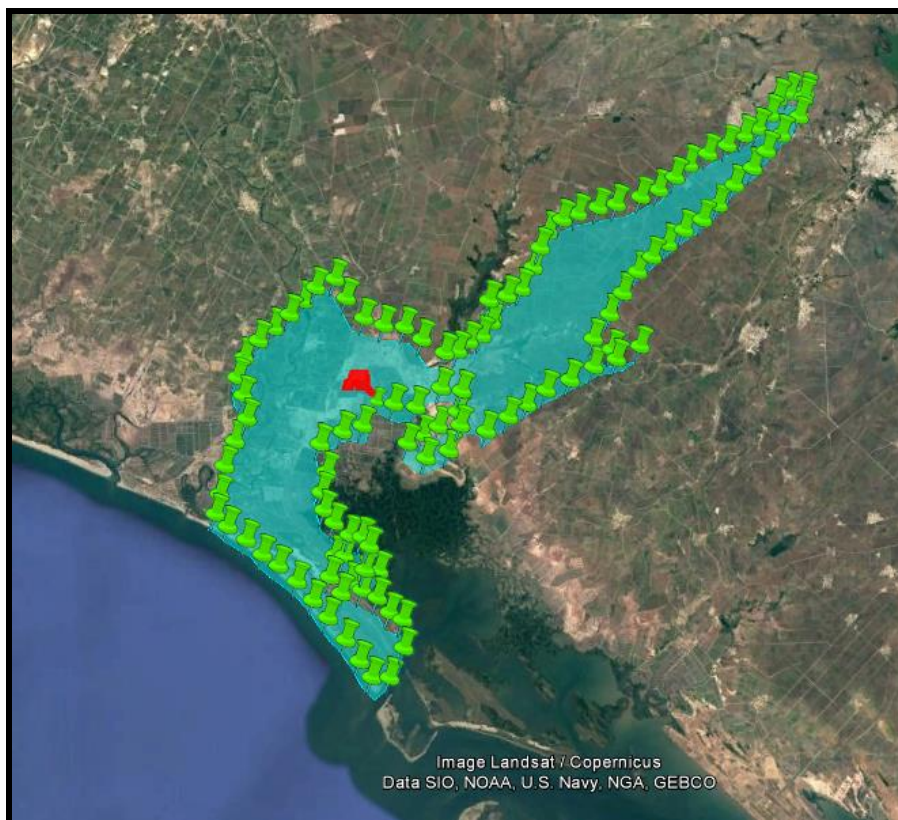 Image Landsat / Copernicus
Data SIO, NOAA, U.S. Navy, NGA, GEBCO